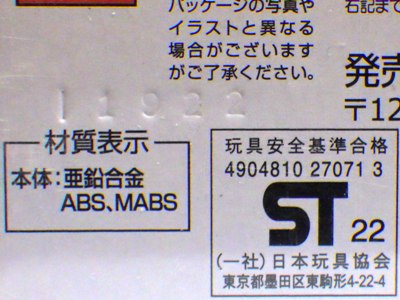 パッケージの写真や
イラストと異なる
場合がございます
がご了承ください。
右記まで
発売
〒12
11922
材質表示
本体：亜鉛合金
ABS、MABS
玩具安全基準合格
4904810 27071 3
ST 22
(一社)日本玩具協会
東京都墨田区東駒形4-22-4